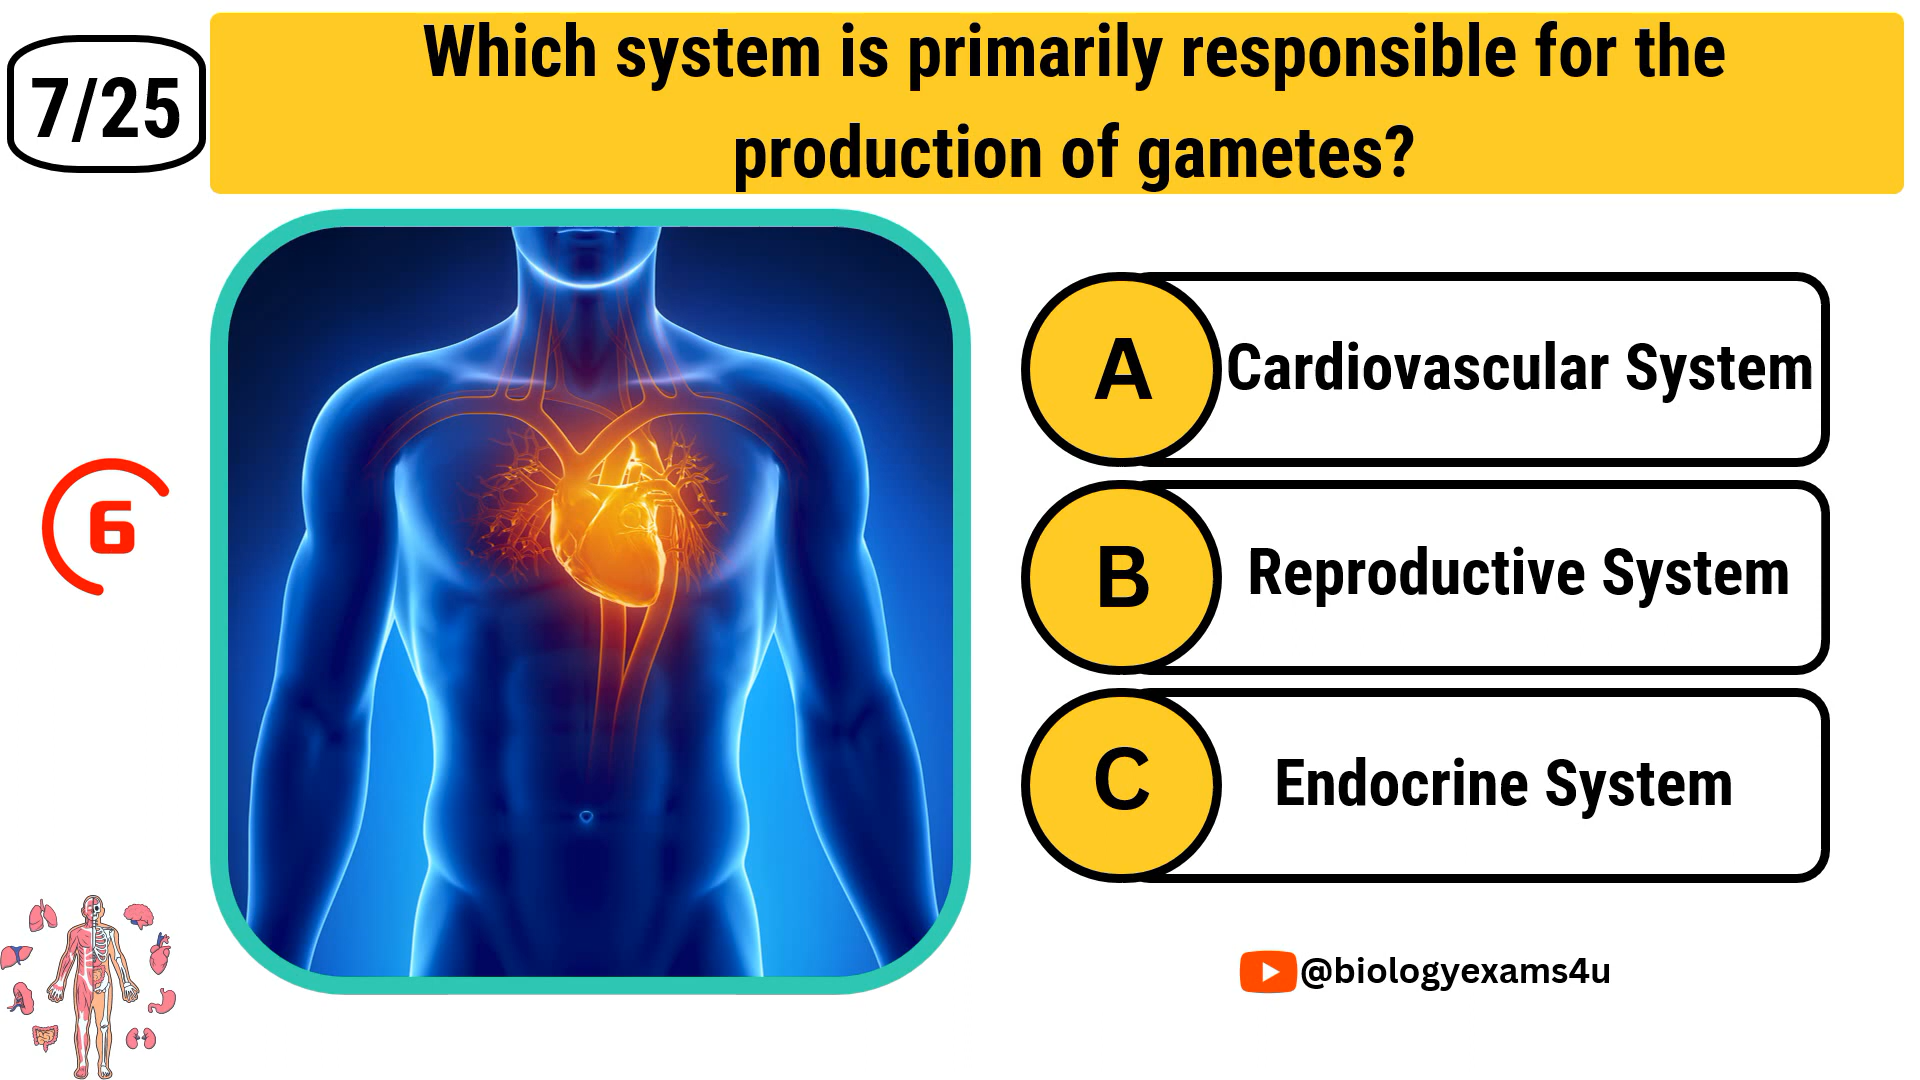 7/25
Which system is primarily responsible for the
production of gametes?
6
A
Cardiovascular System
B
Reproductive System
C
Endocrine System
@biologyexams4u